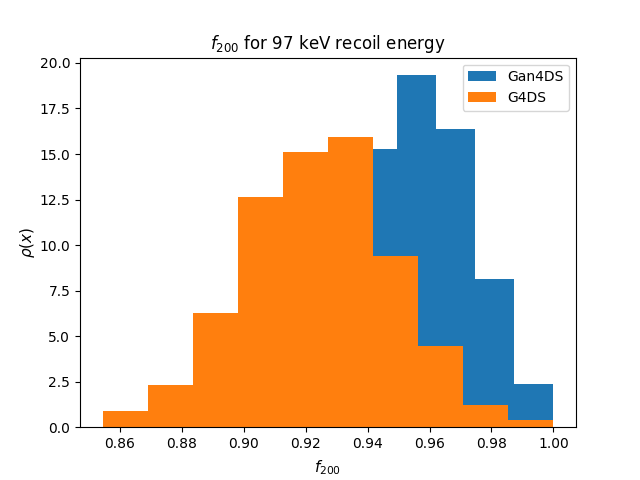 f₂₀₀ for 97 keV recoil energy
Gan4DS
G4DS
20.0
17.5
15.0
12.5
10.0
7.5
5.0
2.5
0.0
ρ(x)
0.86 0.88 0.90 0.92 0.94 0.96 0.98 1.00
f₂₀₀